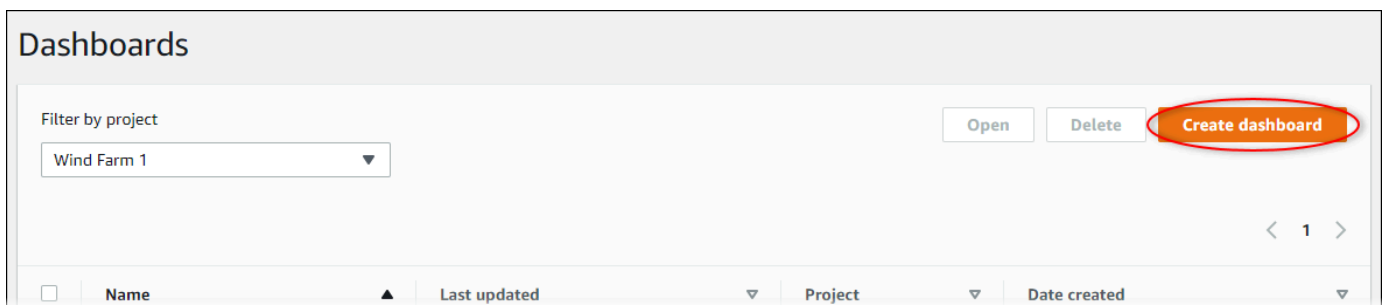 Dashboards
Filter by project
Open Delete Create dashboard
Wind Farm 1
1
Name Last updated Project Date created